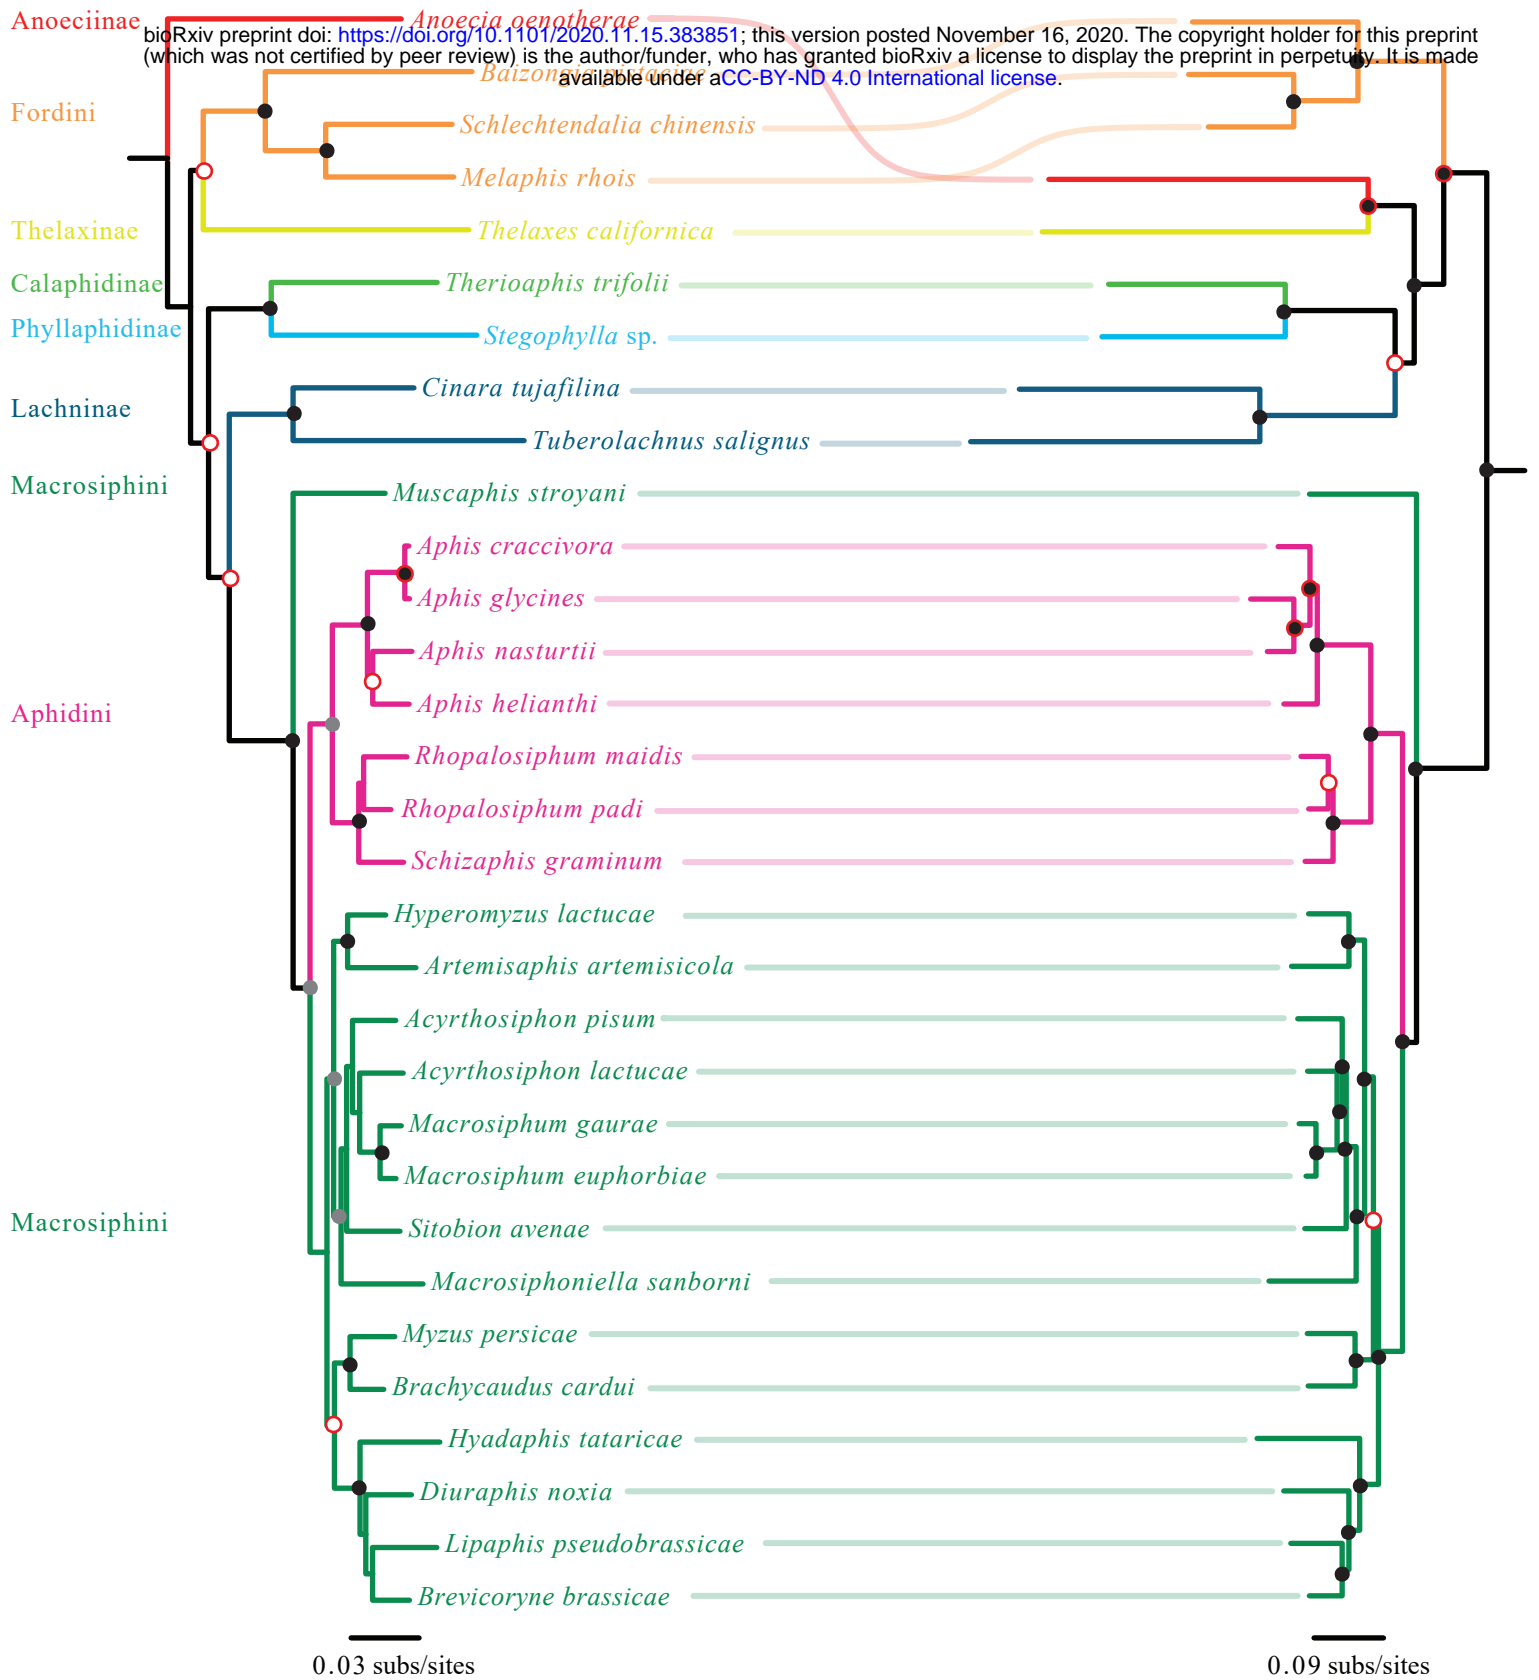 Anoeciinae
Anoecia oenotherae
bioRxiv preprint doi: https://doi.org/10.1101/2020.11.15.383851; this version posted November 16, 2020. The copyright holder for this preprint
(which was not certified by peer review) is the author/funder, who has granted bioRxiv a license to display the preprint in perpetuity. It is made
available under aCC-BY-ND 4.0 International license.
Baizongia pistaciae
Fordini
Schlechtendalia chinensis
Melaphis rhois
Thelaxinae
Thelaxes californica
Calaphidinae
Therioaphis trifolii
Phyllaphidinae
Stegophylla sp.
Cinara tujafilina
Lachninae
Tuberolachnus salignus
Macrosiphini
Muscaphis stroyani
Aphis craccivora
Aphis glycines
Aphis nasturtii
Aphis helianthi
Aphidini
Rhopalosiphum maidis
Rhopalosiphum padi
Schizaphis graminum
Hyperomyzus lactucae
Artemisaphis artemisicola
Acyrthosiphon pisum
Acyrthosiphon lactucae
Macrosiphum gaurae
Macrosiphum euphorbiae
Macrosiphini
Sitobion avenae
Macrosiphoniella sanborni
Myzus persicae
Brachycaudus cardui
Hyadaphis tataricae
Diuraphis noxia
Lipaphis pseudobrassicae
Brevicoryne brassicae
0.03 subs/sites
0.09 subs/sites